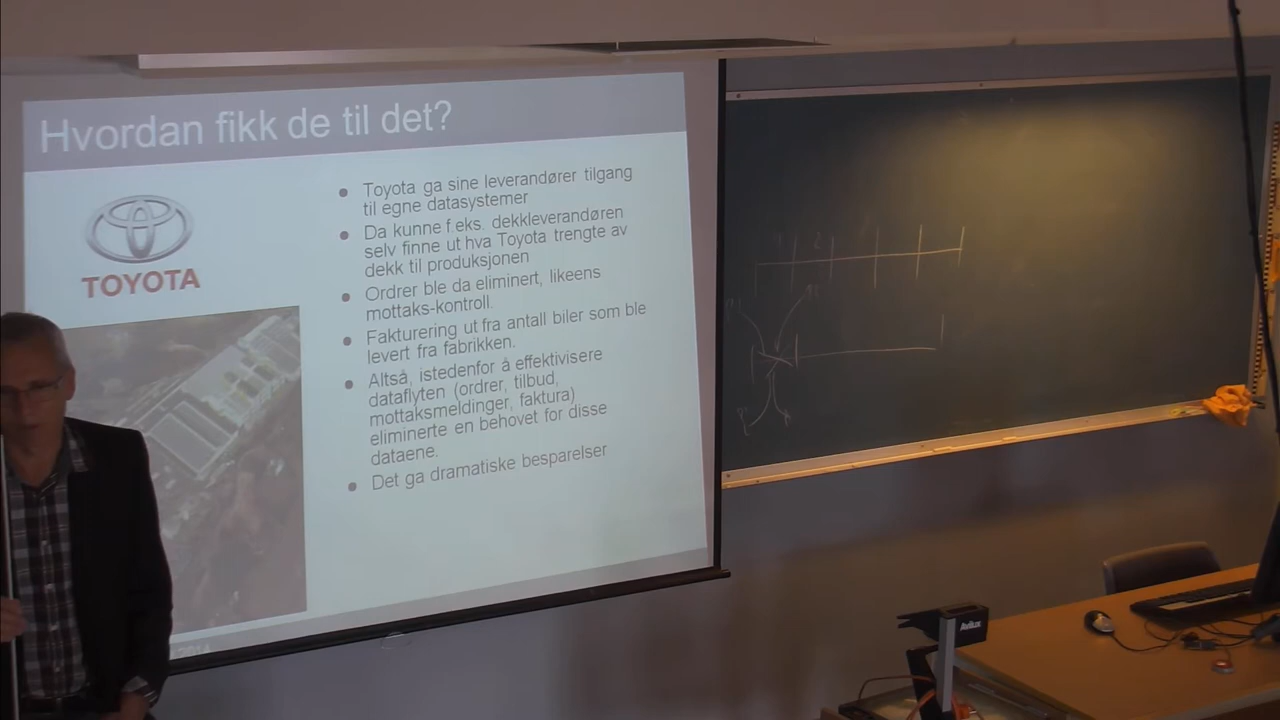 Hvordan fikk de til det?
TOYOTA
● Toyota ga sine leverandører tilgang
til egne datasystemer
● Da kunne f.eks. dekkleverandøren
selv finne ut hva Toyota trengte av
dekk til produksjonen
● Ordrer ble da eliminert, likeens
mottaks-kontroll.
● Fakturering ut fra antall biler som ble
levert fra fabrikken.
● Altså, istedenfor å effektivisere
dataflyten (ordrer, tilbud,
mottaksmeldinger, faktura)
eliminerte en behovet for disse
dataene.
● Det ga dramatiske besparelser
2014
Avilux